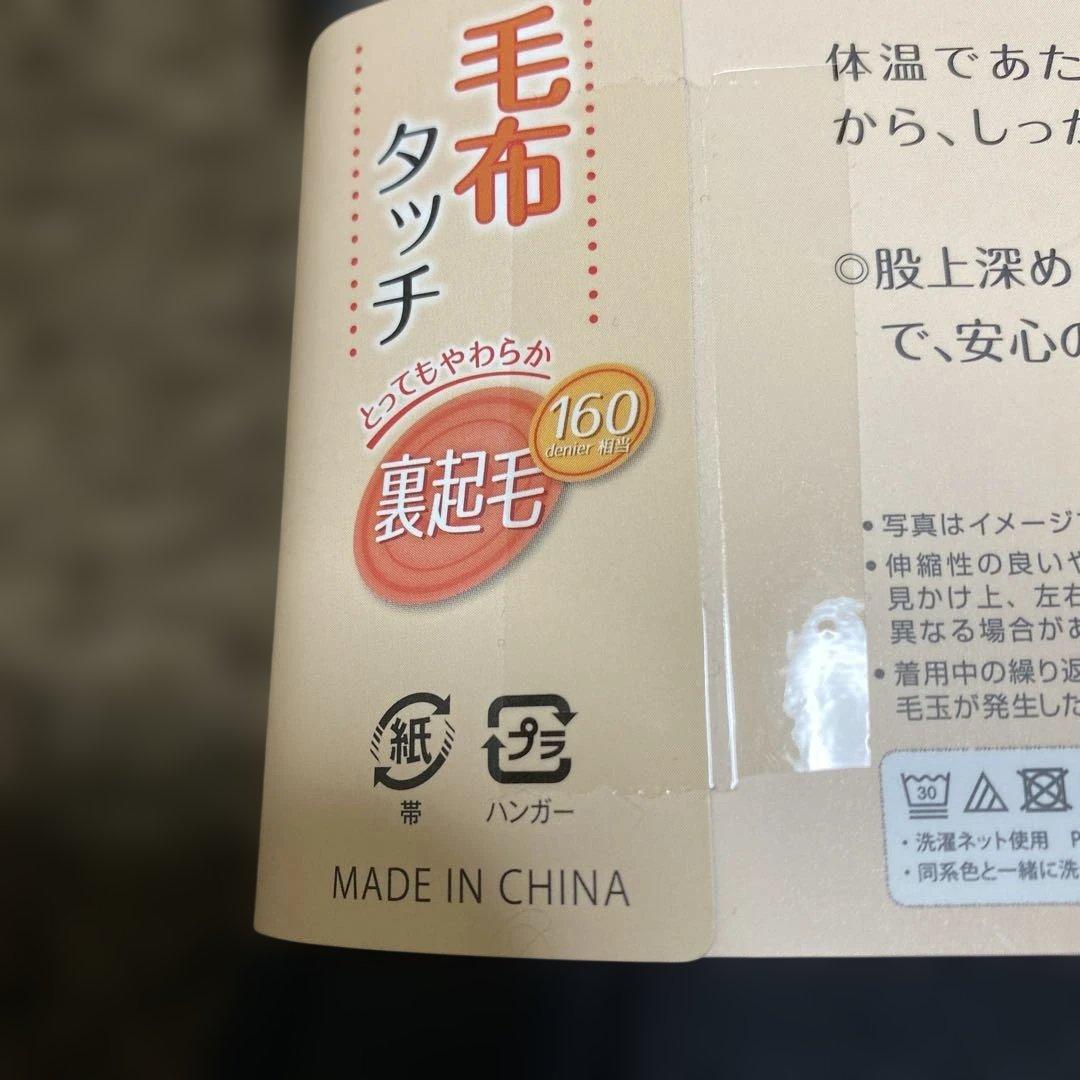 毛布
タッチ
とってもやわらか
裏起毛
160
denier 相当
紙
プラ
帯
ハンガー
MADE IN CHINA
体温であた
から、しっか
◎股上深め
で、安心の
•写真はイメージ
•伸縮性の良いや
見かけ上、左右
異なる場合があ
•着用中の繰り返
毛玉が発生した
30
・洗濯ネット使用 P
・同系色と一緒に洗